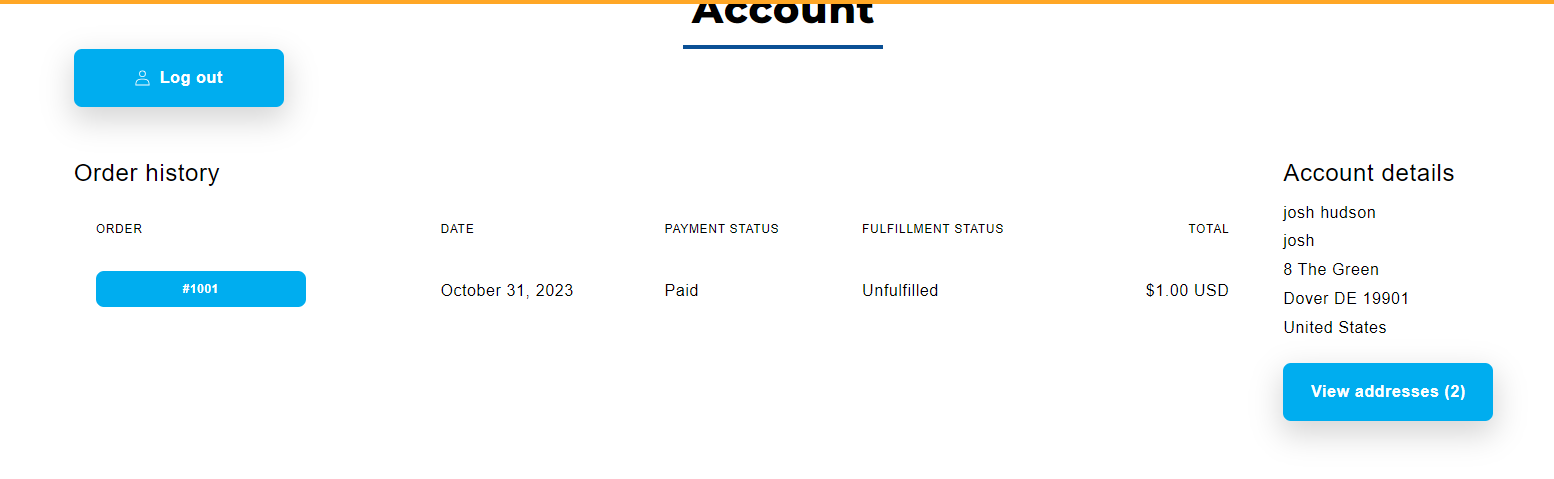 Account
Log out
Order history
ORDER DATE PAYMENT STATUS FULFILLMENT STATUS TOTAL
#1001 October 31, 2023 Paid Unfulfilled $1.00 USD
Account details
josh hudson
josh
8 The Green
Dover DE 19901
United States
View addresses (2)